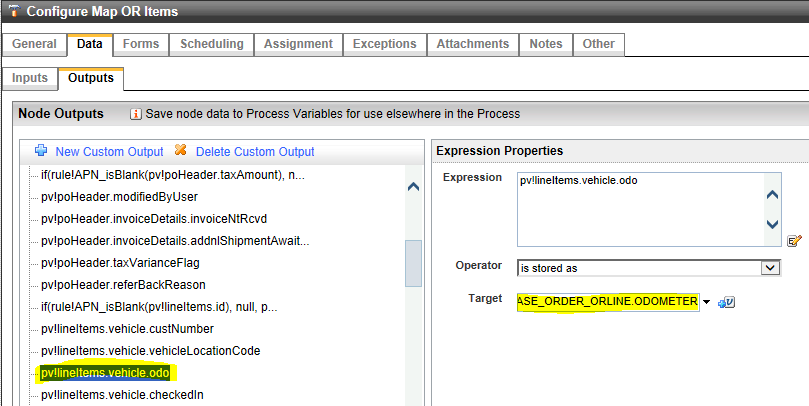 Configure Map OR Items
General Data Forms Scheduling Assignment Exceptions Attachments Notes Other
Inputs Outputs
Node Outputs Save node data to Process Variables for use elsewhere in the Process
New Custom Output Delete Custom Output
if(rule!APN_isBlank(pv!poHeader.taxAmount), n...
pv!poHeader.modifiedByUser
pv!poHeader.invoiceDetails.invoiceNtRcvd
pv!poHeader.invoiceDetails.addnlShipmentAwait...
pv!poHeader.taxVarianceFlag
pv!poHeader.referBackReason
if(rule!APN_isBlank(pv!lineItems.id), null, p...
pv!lineItems.vehicle.custNumber
pv!lineItems.vehicle.vehicleLocationCode
pv!lineItems.vehicle.odo
pv!lineItems.vehicle.checkedIn
Expression Properties
Expression pv!lineItems.vehicle.odo
Operator is stored as
Target ASE_ORDER_ORLINE.ODOMETER